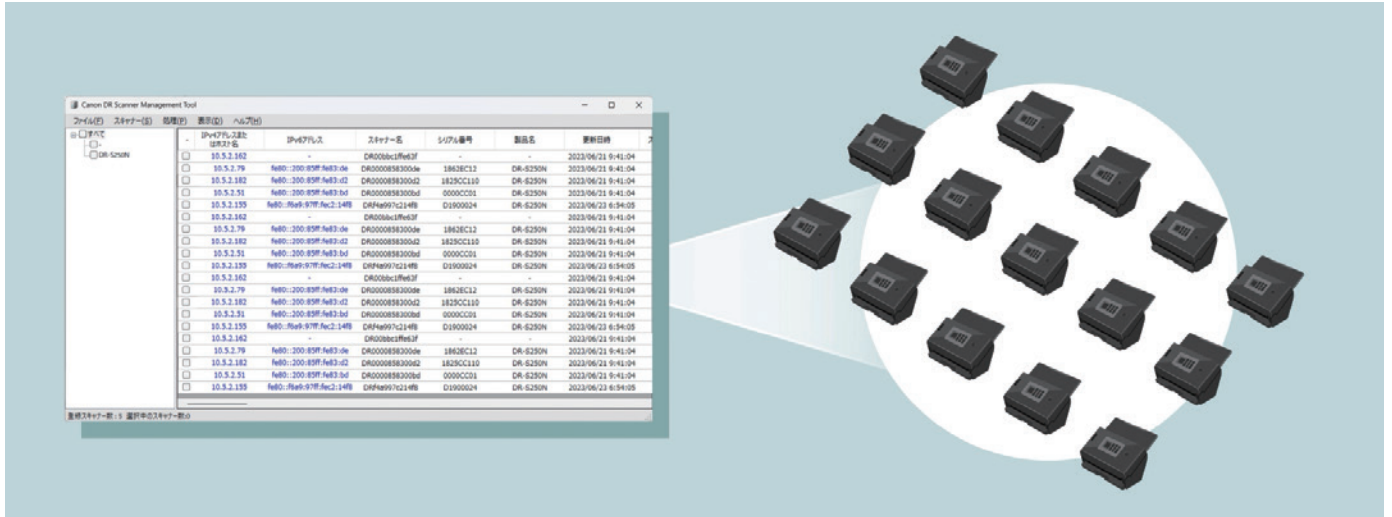 Canon DR Scanner Management Tool
ファイル(F) スキャナー(S) 処理(P) 表示(D) ヘルプ(H)
すべて
-
DR-S250N
- IPv4アドレスまたはホスト名 IPv6アドレス スキャナー名 シリアル番号 製品名 更新日時
10.5.2.162 - DR00bbc1ffe63f - - 2023/06/21 9:41:04
10.5.2.79 fe80::200:85ff:fe83:de DR0000858300de 1862EC12 DR-S250N 2023/06/21 9:41:04
10.5.2.182 fe80::200:85ff:fe83:d2 DR0000858300d2 1825CC110 DR-S250N 2023/06/21 9:41:04
10.5.2.51 fe80::200:85ff:fe83:bd DR0000858300bd 0000CC01 DR-S250N 2023/06/21 9:41:04
10.5.2.155 fe80::f6a9:97ff:fec2:14f8 DRf4a997c214f8 D1900024 DR-S250N 2023/06/23 6:54:05
10.5.2.162 - DR00bbc1ffe63f - - 2023/06/21 9:41:04
10.5.2.79 fe80::200:85ff:fe83:de DR0000858300de 1862EC12 DR-S250N 2023/06/21 9:41:04
10.5.2.182 fe80::200:85ff:fe83:d2 DR0000858300d2 1825CC110 DR-S250N 2023/06/21 9:41:04
10.5.2.51 fe80::200:85ff:fe83:bd DR0000858300bd 0000CC01 DR-S250N 2023/06/21 9:41:04
10.5.2.155 fe80::f6a9:97ff:fec2:14f8 DRf4a997c214f8 D1900024 DR-S250N 2023/06/23 6:54:05
10.5.2.162 - DR00bbc1ffe63f - - 2023/06/21 9:41:04
10.5.2.79 fe80::200:85ff:fe83:de DR0000858300de 1862EC12 DR-S250N 2023/06/21 9:41:04
10.5.2.182 fe80::200:85ff:fe83:d2 DR0000858300d2 1825CC110 DR-S250N 2023/06/21 9:41:04
10.5.2.51 fe80::200:85ff:fe83:bd DR0000858300bd 0000CC01 DR-S250N 2023/06/21 9:41:04
10.5.2.155 fe80::f6a9:97ff:fec2:14f8 DRf4a997c214f8 D1900024 DR-S250N 2023/06/23 6:54:05
10.5.2.162 - DR00bbc1ffe63f - - 2023/06/21 9:41:04
10.5.2.79 fe80::200:85ff:fe83:de DR0000858300de 1862EC12 DR-S250N 2023/06/21 9:41:04
10.5.2.182 fe80::200:85ff:fe83:d2 DR0000858300d2 1825CC110 DR-S250N 2023/06/21 9:41:04
10.5.2.51 fe80::200:85ff:fe83:bd DR0000858300bd 0000CC01 DR-S250N 2023/06/21 9:41:04
10.5.2.155 fe80::f6a9:97ff:fec2:14f8 DRf4a997c214f8 D1900024 DR-S250N 2023/06/23 6:54:05
登録スキャナー数 : 5 選択中のスキャナー数:0